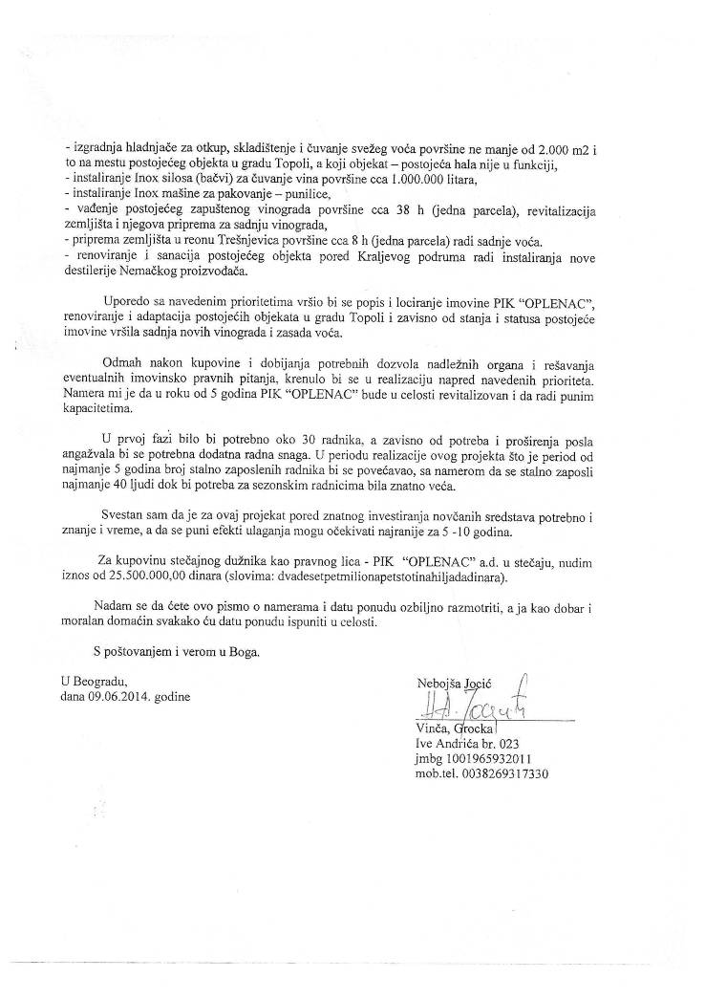 - izgradnja hladnjače za otkup, skladištenje i čuvanje svežeg voća površine ne manje od 2.000 m2 i
to na mestu postojećeg objekta u gradu Topoli, a koji objekat – postojeća hala nije u funkciji,
- instaliranje Inox silosa (bačvi) za čuvanje vina površine cca 1.000.000 litara,
- instaliranje Inox mašine za pakovanje – punilice,
- vađenje postojećeg zapuštenog vinograda površine cca 38 h (jedna parcela), revitalizacija
zemljišta i njegova priprema za sadnju vinograda,
- priprema zemljišta u reonu Trešnjevica površine cca 8 h (jedna parcela) radi sadnje voća.
- renoviranje i sanacija postojećeg objekta pored Kraljevog podruma radi instaliranja nove
destilerije Nemačkog proizvođača.
Uporedo sa navedenim prioritetima vršio bi se popis i lociranje imovine PIK “OPLENAC”,
renoviranje i adaptacija postojećih objekata u gradu Topoli i zavisno od stanja i statusa postojeće
imovine vršila sadnja novih vinograda i zasada voća.
Odmah nakon kupovine i dobijanja potrebnih dozvola nadležnih organa i rešavanja
eventualnih imovinsko pravnih pitanja, krenulo bi se u realizaciju napred navedenih prioriteta.
Namera mi je da u roku od 5 godina PIK “OPLENAC” bude u celosti revitalizovan i da radi punim
kapacitetima.
U prvoj fazi bilo bi potrebno oko 30 radnika, a zavisno od potreba i proširenja posla
angažvala bi se potrebna dodatna radna snaga. U periodu realizacije ovog projekta što je period od
najmanje 5 godina broj stalno zaposlenih radnika bi se povećavao, sa namerom da se stalno zaposli
najmanje 40 ljudi dok bi potreba za sezonskim radnicima bila znatno veća.
Svestan sam da je za ovaj projekat pored znatnog investiranja novčanih sredstava potrebno i
znanje i vreme, a da se puni efekti ulaganja mogu očekivati najranije za 5 -10 godina.
Za kupovinu stečajnog dužnika kao pravnog lica - PIK “OPLENAC” a.d. u stečaju, nudim
iznos od 25.500.000,00 dinara (slovima: dvadesetpetmilionapetstotinahiljadadinara).
Nadam se da ćete ovo pismo o namerama i datu ponudu ozbiljno razmotriti, a ja kao dobar i
moralan domaćin svakako ću datu ponudu ispuniti u celosti.
S poštovanjem i verom u Boga.
U Beogradu,
dana 09.06.2014. godine
Nebojša Jocić
Vinča, Grocka
Ive Andrića br. 023
jmbg 1001965932011
mob.tel. 0038269317330